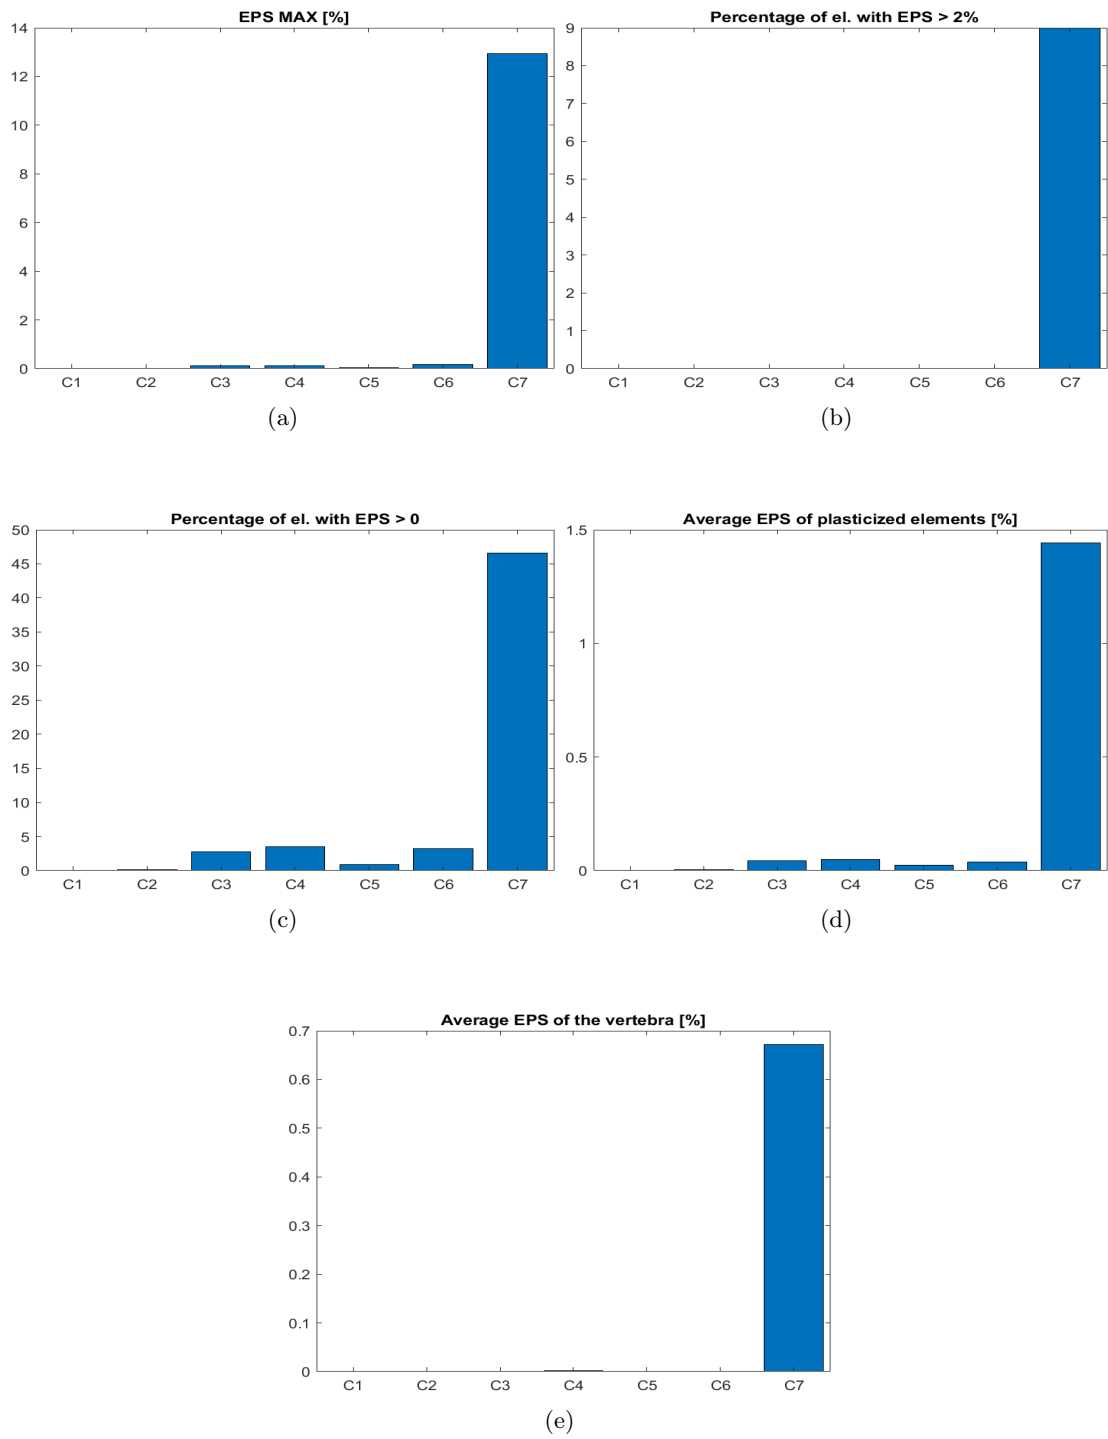 EPS MAX [%]
14
12
10
8
6
4
2
0
C1 C2 C3 C4 C5 C6 C7
(a)
Percentage of el. with EPS > 2%
9
8
7
6
5
4
3
2
1
0
C1 C2 C3 C4 C5 C6 C7
(b)
Percentage of el. with EPS > 0
50
45
40
35
30
25
20
15
10
5
0
C1 C2 C3 C4 C5 C6 C7
(c)
Average EPS of plasticized elements [%]
1.5
1
0.5
0
C1 C2 C3 C4 C5 C6 C7
(d)
Average EPS of the vertebra [%]
0.7
0.6
0.5
0.4
0.3
0.2
0.1
0
C1 C2 C3 C4 C5 C6 C7
(e)